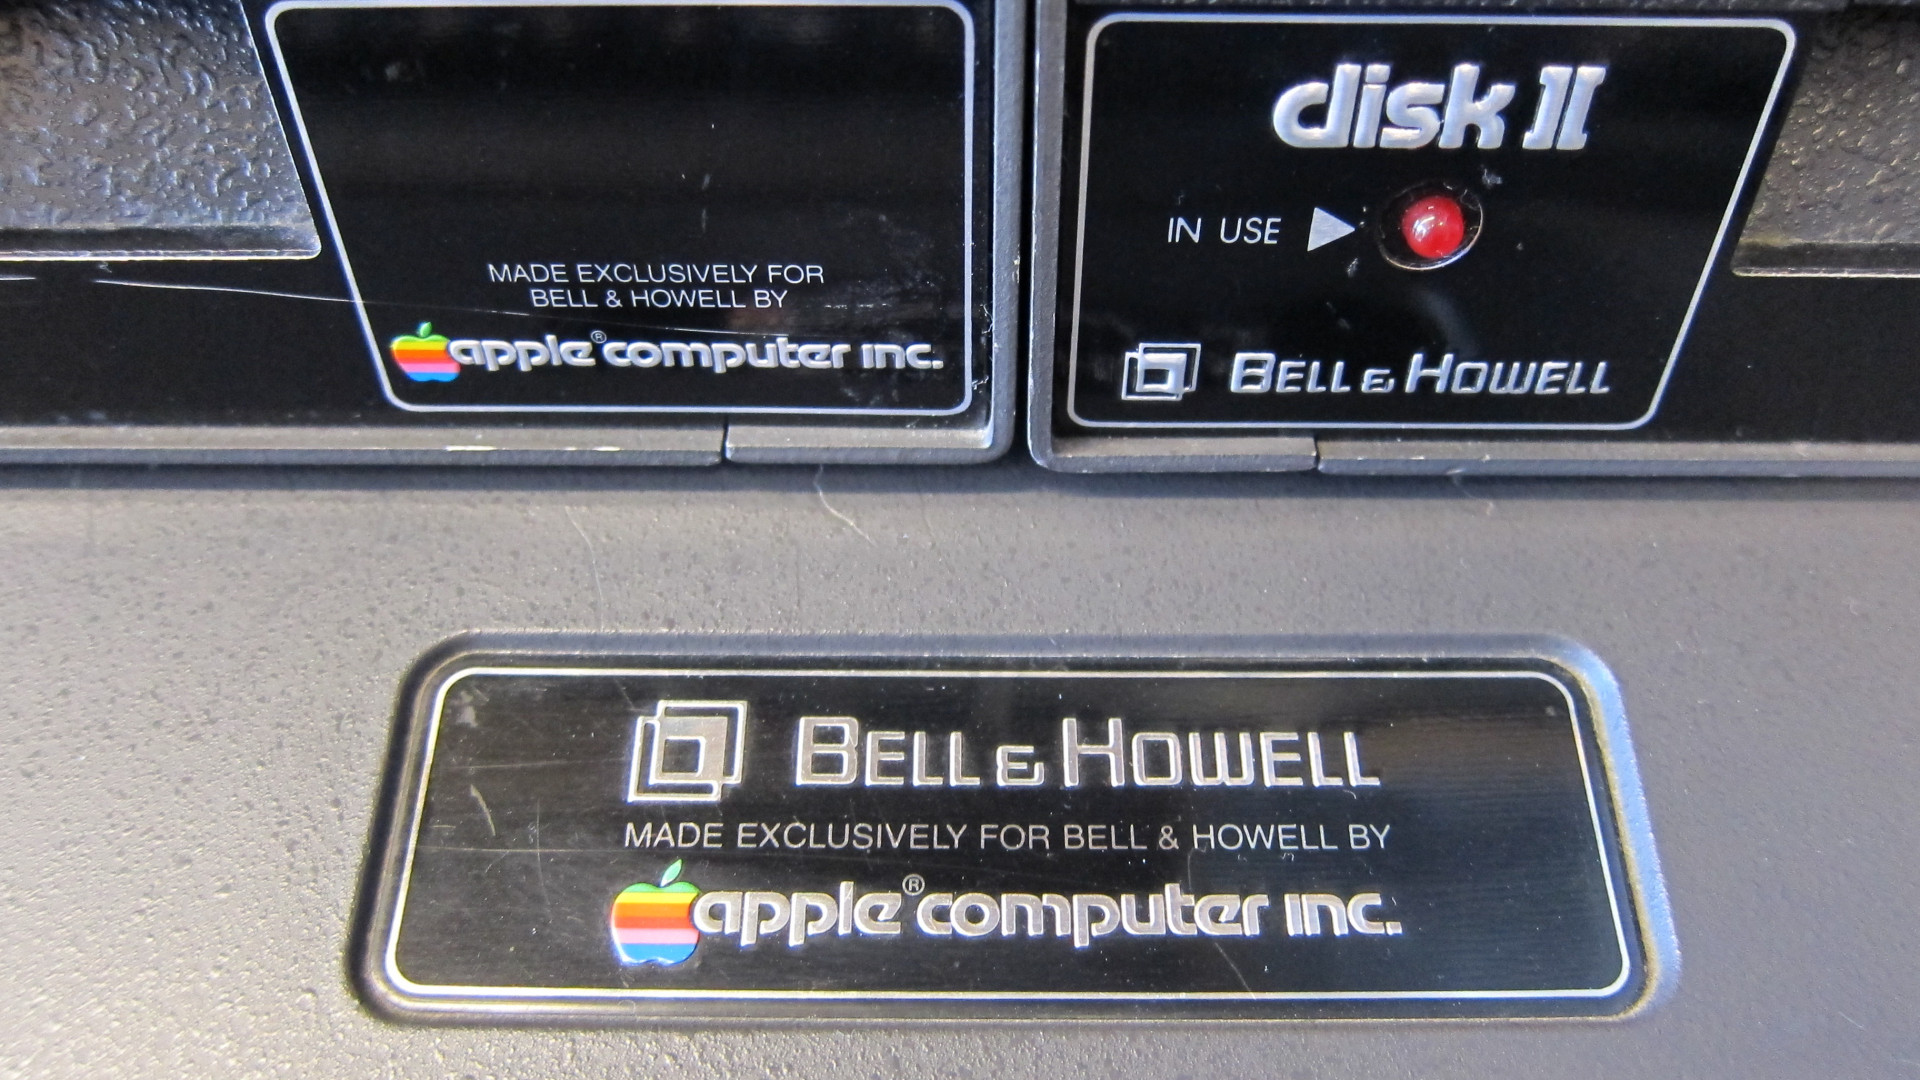 MADE EXCLUSIVELY FOR
BELL & HOWELL BY
apple® computer inc.
disk ][
IN USE
BELL & HOWELL
BELL & HOWELL
MADE EXCLUSIVELY FOR BELL & HOWELL BY
apple® computer inc.